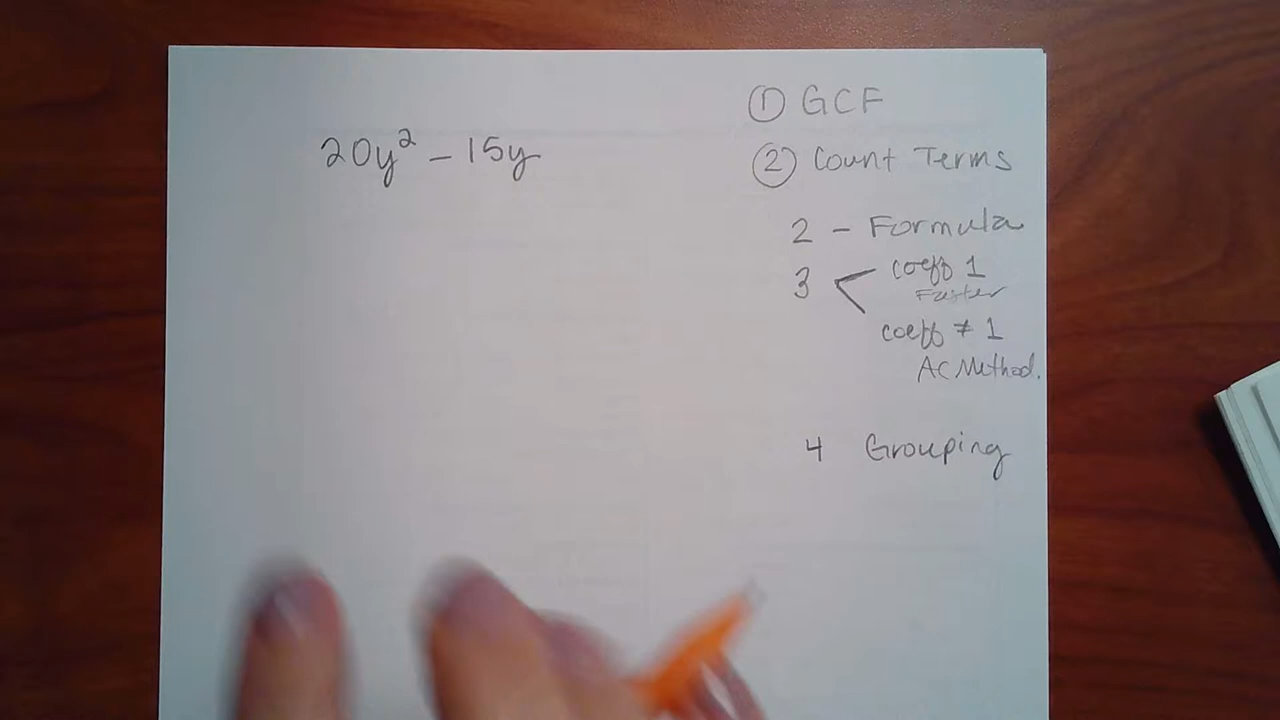 20y² - 15y
① GCF
② Count Terms
2 - Formula
3 < coeff 1
Faster
coeff ≠ 1
AC Method.
4 Grouping